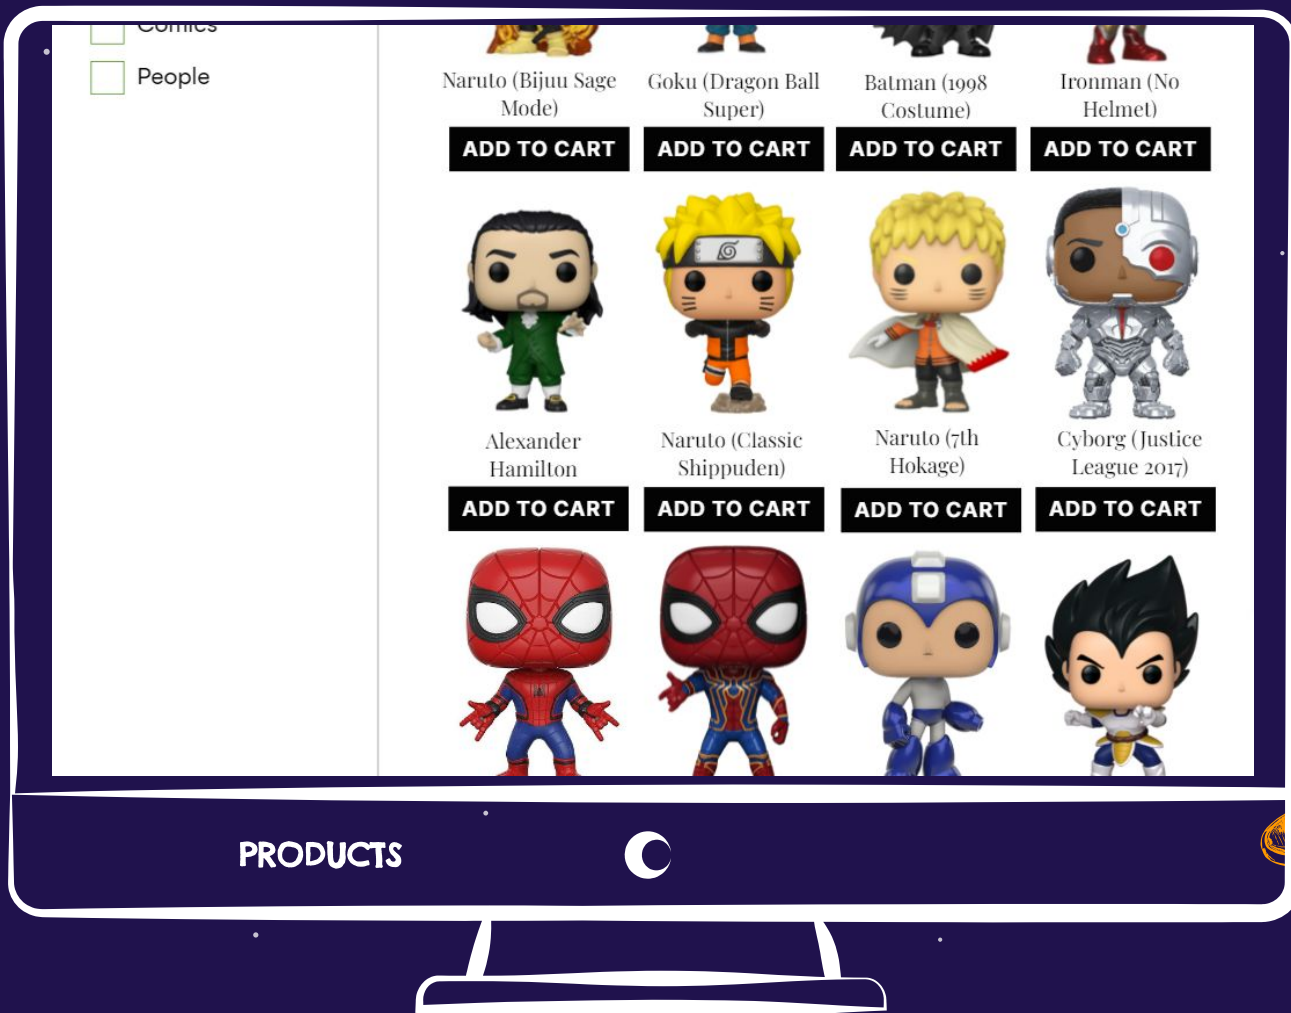 Comics
People
Naruto (Bijuu Sage
Mode)
Goku (Dragon Ball
Super)
Batman (1998
Costume)
Ironman (No
Helmet)
ADD TO CART
ADD TO CART
ADD TO CART
ADD TO CART
Alexander
Hamilton
Naruto (Classic
Shippuden)
Naruto (7th
Hokage)
Cyborg (Justice
League 2017)
ADD TO CART
ADD TO CART
ADD TO CART
ADD TO CART
PRODUCTS